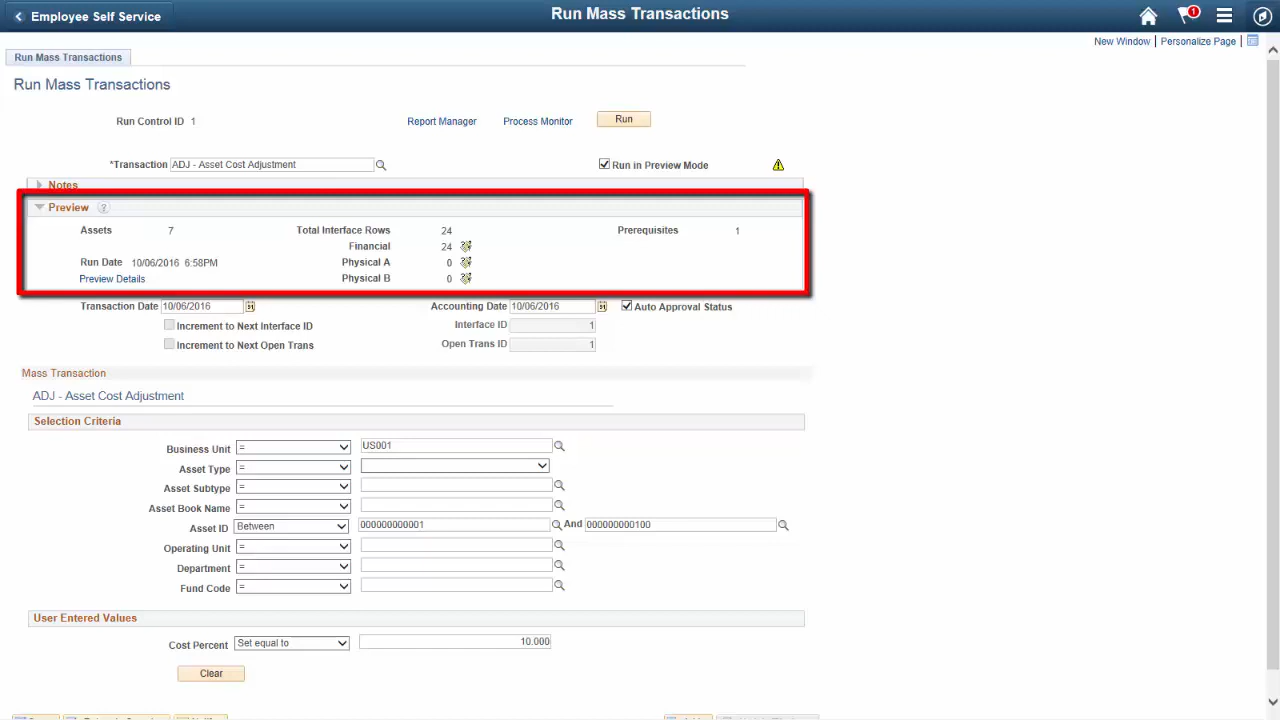 Employee Self Service
Run Mass Transactions
1
New Window | Personalize Page
Run Mass Transactions
Run Mass Transactions
Run Control ID 1 Report Manager Process Monitor Run
*Transaction ADJ - Asset Cost Adjustment Run in Preview Mode
Notes
Preview ?
Assets 7 Total Interface Rows 24 Prerequisites 1
Financial 24
Run Date 10/06/2016 6:58PM Physical A 0
Preview Details Physical B 0
Transaction Date 10/06/2016 Accounting Date 10/06/2016 Auto Approval Status
Increment to Next Interface ID Interface ID 1
Increment to Next Open Trans Open Trans ID 1
Mass Transaction
ADJ - Asset Cost Adjustment
Selection Criteria
Business Unit = US001
Asset Type =
Asset Subtype =
Asset Book Name =
Asset ID Between 000000000001 And 000000000100
Operating Unit =
Department =
Fund Code =
User Entered Values
Cost Percent Set equal to 10.000
Clear